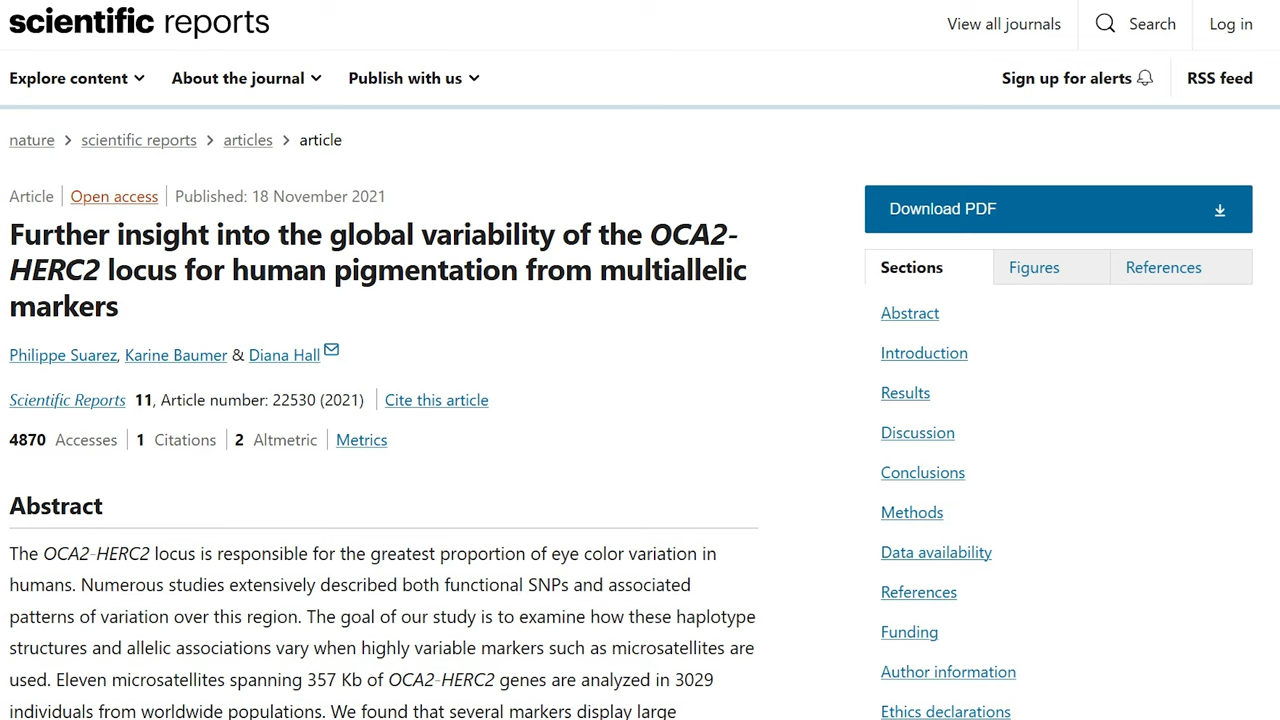 scientific reports
View all journals
Search
Log in
Explore content
About the journal
Publish with us
Sign up for alerts
RSS feed
nature > scientific reports > articles > article
Article | Open access | Published: 18 November 2021
Further insight into the global variability of the OCA2-
HERC2 locus for human pigmentation from multiallelic
markers
Philippe Suarez, Karine Baumer & Diana Hall
Scientific Reports 11, Article number: 22530 (2021) | Cite this article
4870 Accesses | 1 Citations | 2 Altmetric | Metrics
Abstract
The OCA2-HERC2 locus is responsible for the greatest proportion of eye color variation in
humans. Numerous studies extensively described both functional SNPs and associated
patterns of variation over this region. The goal of our study is to examine how these haplotype
structures and allelic associations vary when highly variable markers such as microsatellites are
used. Eleven microsatellites spanning 357 Kb of OCA2-HERC2 genes are analyzed in 3029
individuals from worldwide populations. We found that several markers display large
Download PDF
Sections
Figures
References
Abstract
Introduction
Results
Discussion
Conclusions
Methods
Data availability
References
Funding
Author information
Ethics declarations